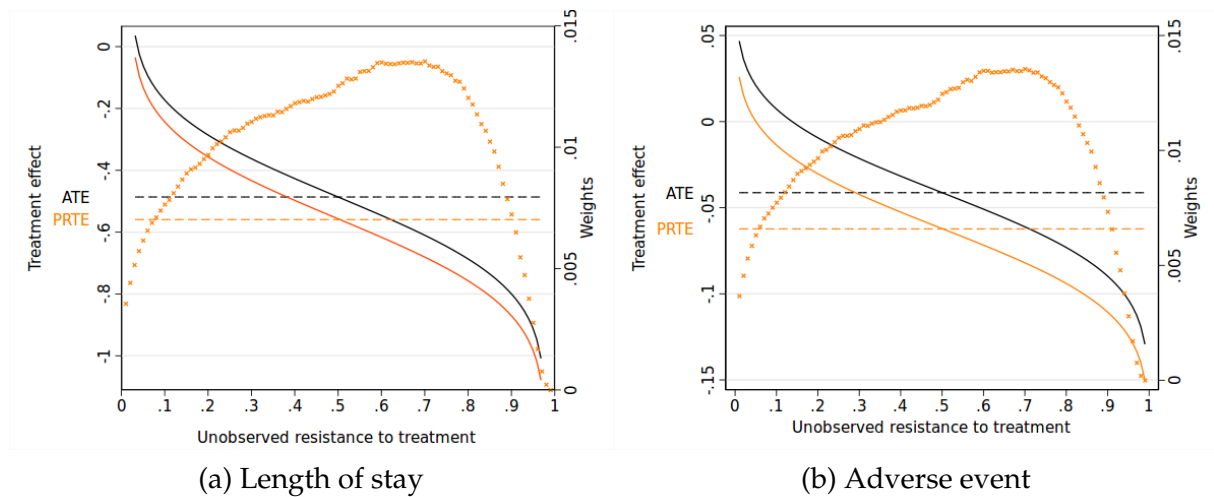 0
-.2
-.4
-.6
-.8
-1
Treatment effect
ATE
PRTE
.015
.01
.005
0
Weights
0 .1 .2 .3 .4 .5 .6 .7 .8 .9 1
Unobserved resistance to treatment
(a) Length of stay
.05
0
-.05
-.1
-.15
Treatment effect
ATE
PRTE
.015
.01
.005
0
Weights
0 .1 .2 .3 .4 .5 .6 .7 .8 .9 1
Unobserved resistance to treatment
(b) Adverse event